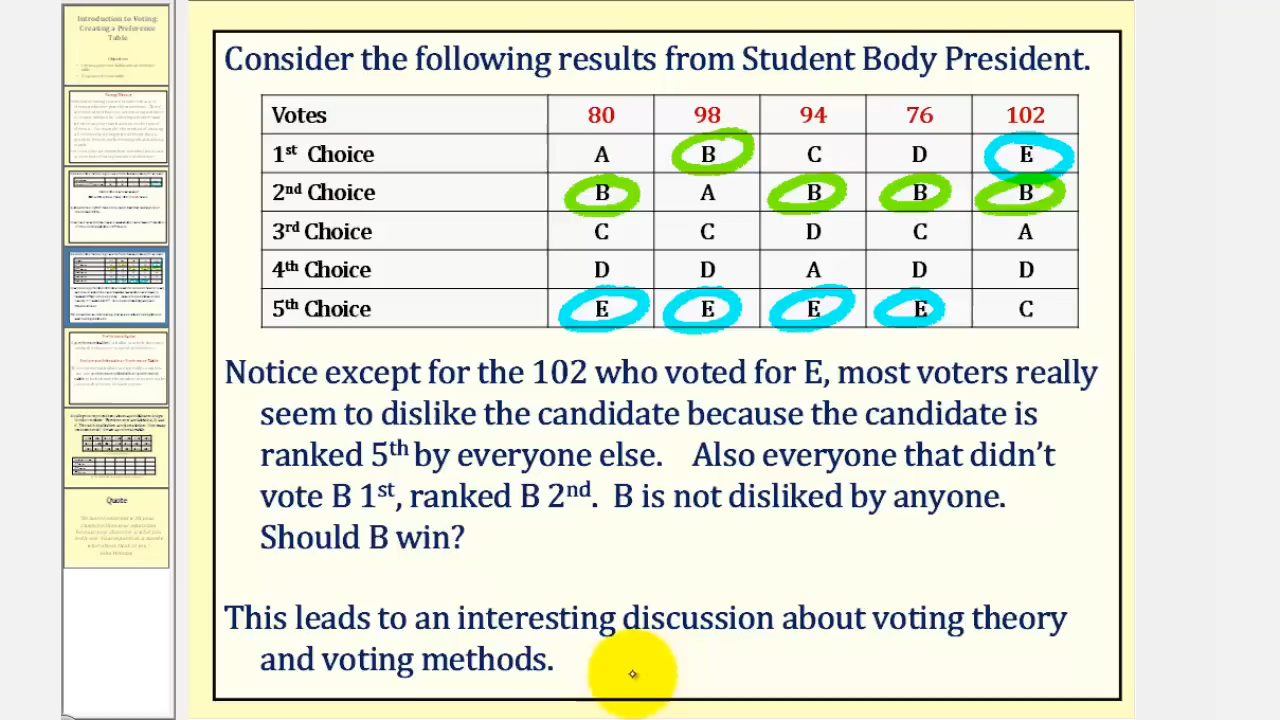 Introduction to Voting:
Creating a Preference
Table
Quote
Consider the following results from Student Body President.
Votes 80 98 94 76 102
1st Choice A B C D E
2nd Choice B A B B B
3rd Choice C C D C A
4th Choice D D A D D
5th Choice E E E E C
Notice except for the 102 who voted for E, most voters really
seem to dislike the candidate because the candidate is
ranked 5th by everyone else. Also everyone that didn't
vote B 1st, ranked B 2nd. B is not disliked by anyone.
Should B win?
This leads to an interesting discussion about voting theory
and voting methods.